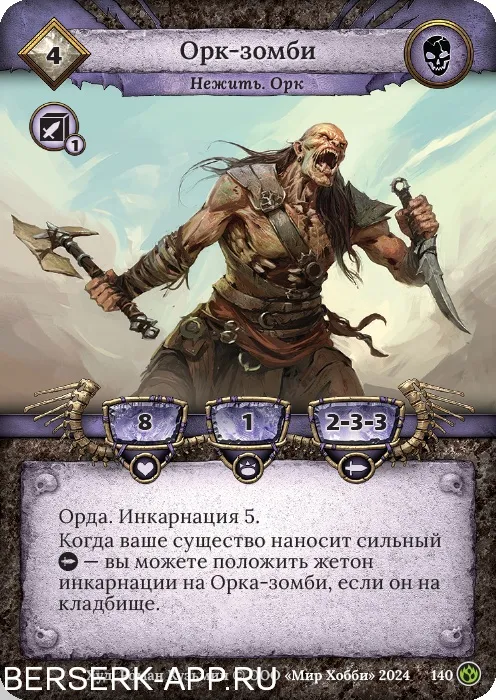 4
Орк-зомби
Нежить. Орк
1
8
1
2-3-3
Орда. Инкарнация 5.
Когда ваше существо наносит сильный
— вы можете положить жетон
инкарнации на Орка-зомби, если он на
кладбище.
Кузьмин © ООО «Мир Хобби» 2024 140
BERSERK-APP.RU